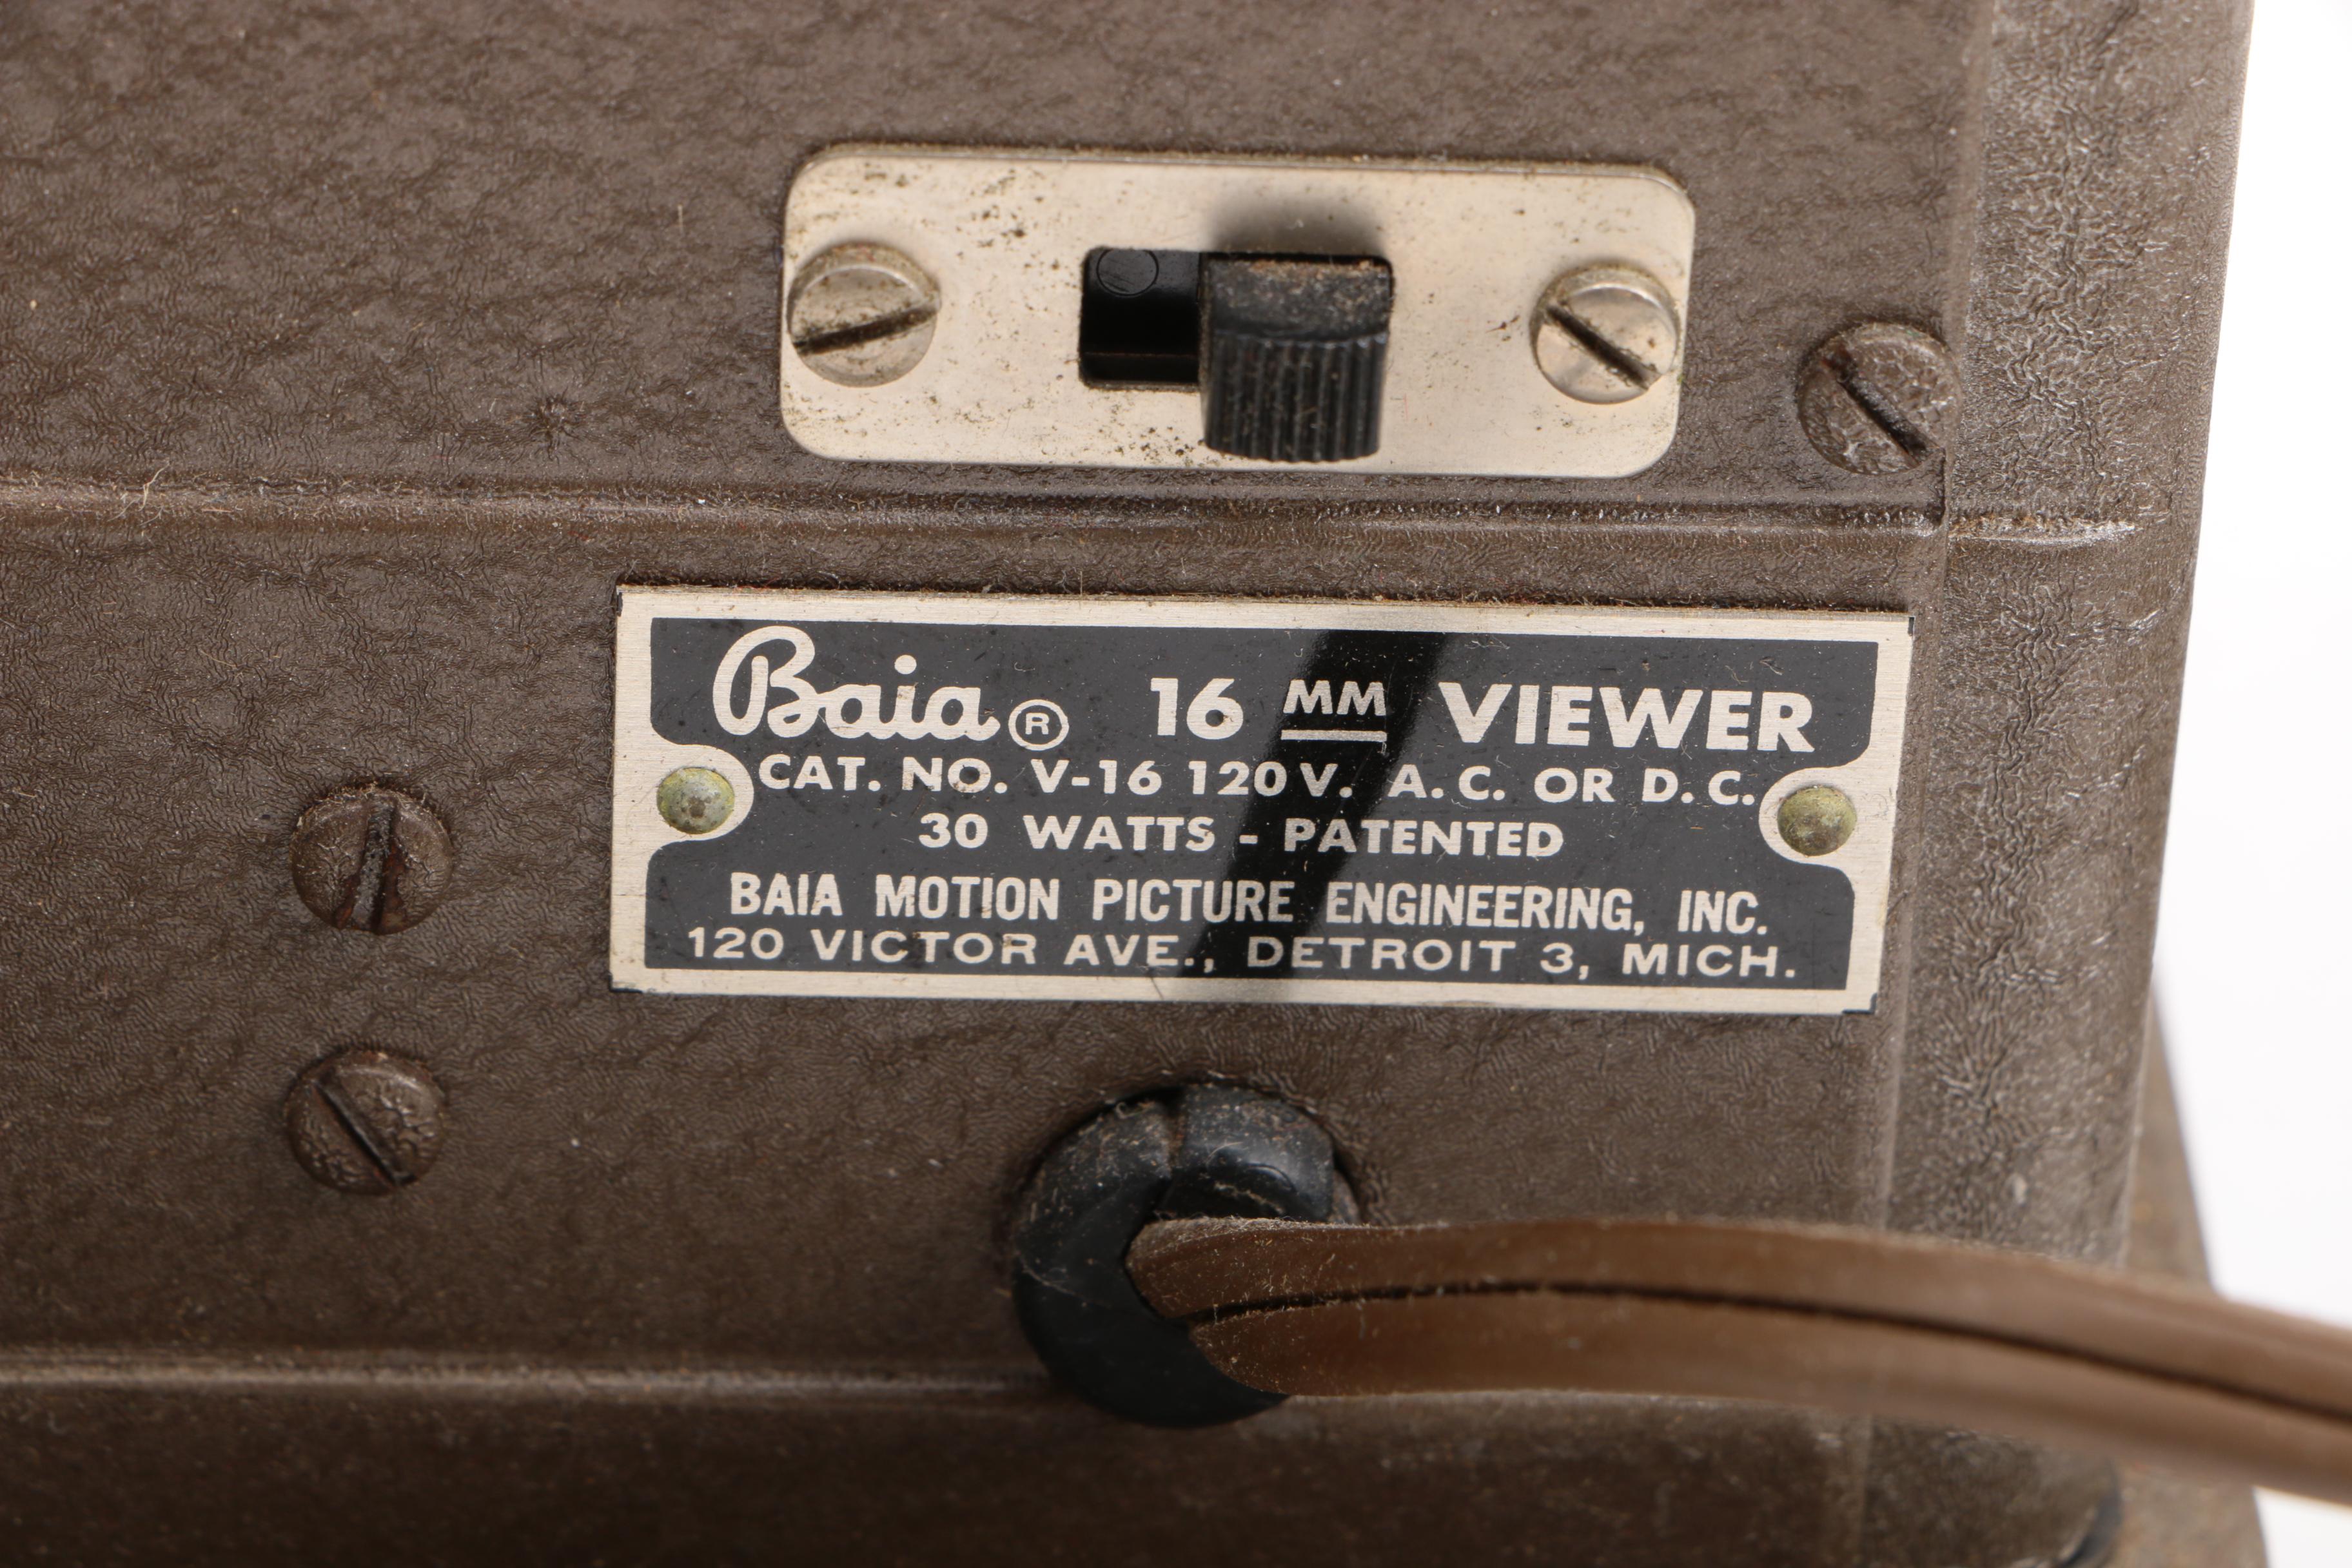 Baia® 16 MM VIEWER
CAT. NO. V-16 120 V. A.C. OR D.C.
30 WATTS - PATENTED
BAIA MOTION PICTURE ENGINEERING, INC.
120 VICTOR AVE., DETROIT 3, MICH.